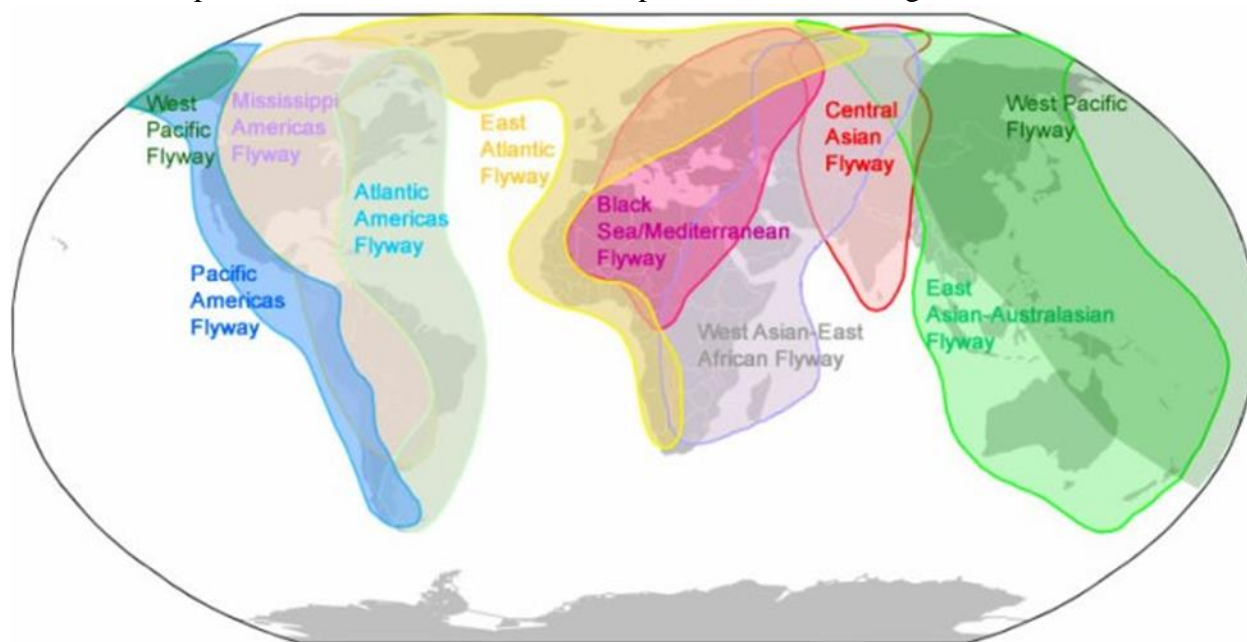 West
Pacific
Flyway
Mississippi
Americas
Flyway
Atlantic
Americas
Flyway
Pacific
Americas
Flyway
East
Atlantic
Flyway
Black
Sea/Mediterranean
Flyway
West Asian-East
African Flyway
Central
Asian
Flyway
East
Asian-Australasian
Flyway
West Pacific
Flyway